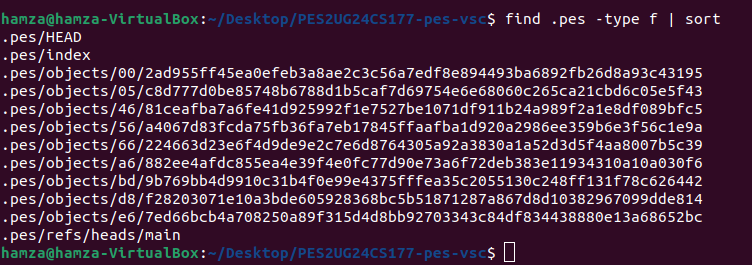 hamza@hamza-VirtualBox:~/Desktop/PES2UG24CS177-pes-vsc$ find .pes -type f | sort
.pes/HEAD
.pes/index
.pes/objects/00/2ad955ff45ea0efeb3a8ae2c3c56a7edf8e894493ba6892fb26d8a93c43195
.pes/objects/05/c8d777d0be85748b6788d1b5caf7d69754e6e68060c265ca21cbd6c05e5f43
.pes/objects/46/81ceafba7a6fe41d925992f1e7527be1071df911b24a989f2a1e8df089bfc5
.pes/objects/56/a4067d83fcda75fb36fa7eb17845ffaafba1d920a2986ee359b6e3f56c1e9a
.pes/objects/66/224663d23e6f4d9de9e2c7e6d8764305a92a3830a1a52d3d5f4aa8007b5c39
.pes/objects/a6/882ee4afdc855ea4e39f4e0fc77d90e73a6f72deb383e11934310a10a030f6
.pes/objects/bd/9b769bb4d9910c31b4f0e99e4375fffea35c2055130c248ff131f78c626442
.pes/objects/d8/f28203071e10a3bde605928368bc5b51871287a867d8d10382967099dde814
.pes/objects/e6/7ed66bcb4a708250a89f315d4d8bb92703343c84df834438880e13a68652bc
.pes/refs/heads/main
hamza@hamza-VirtualBox:~/Desktop/PES2UG24CS177-pes-vsc$